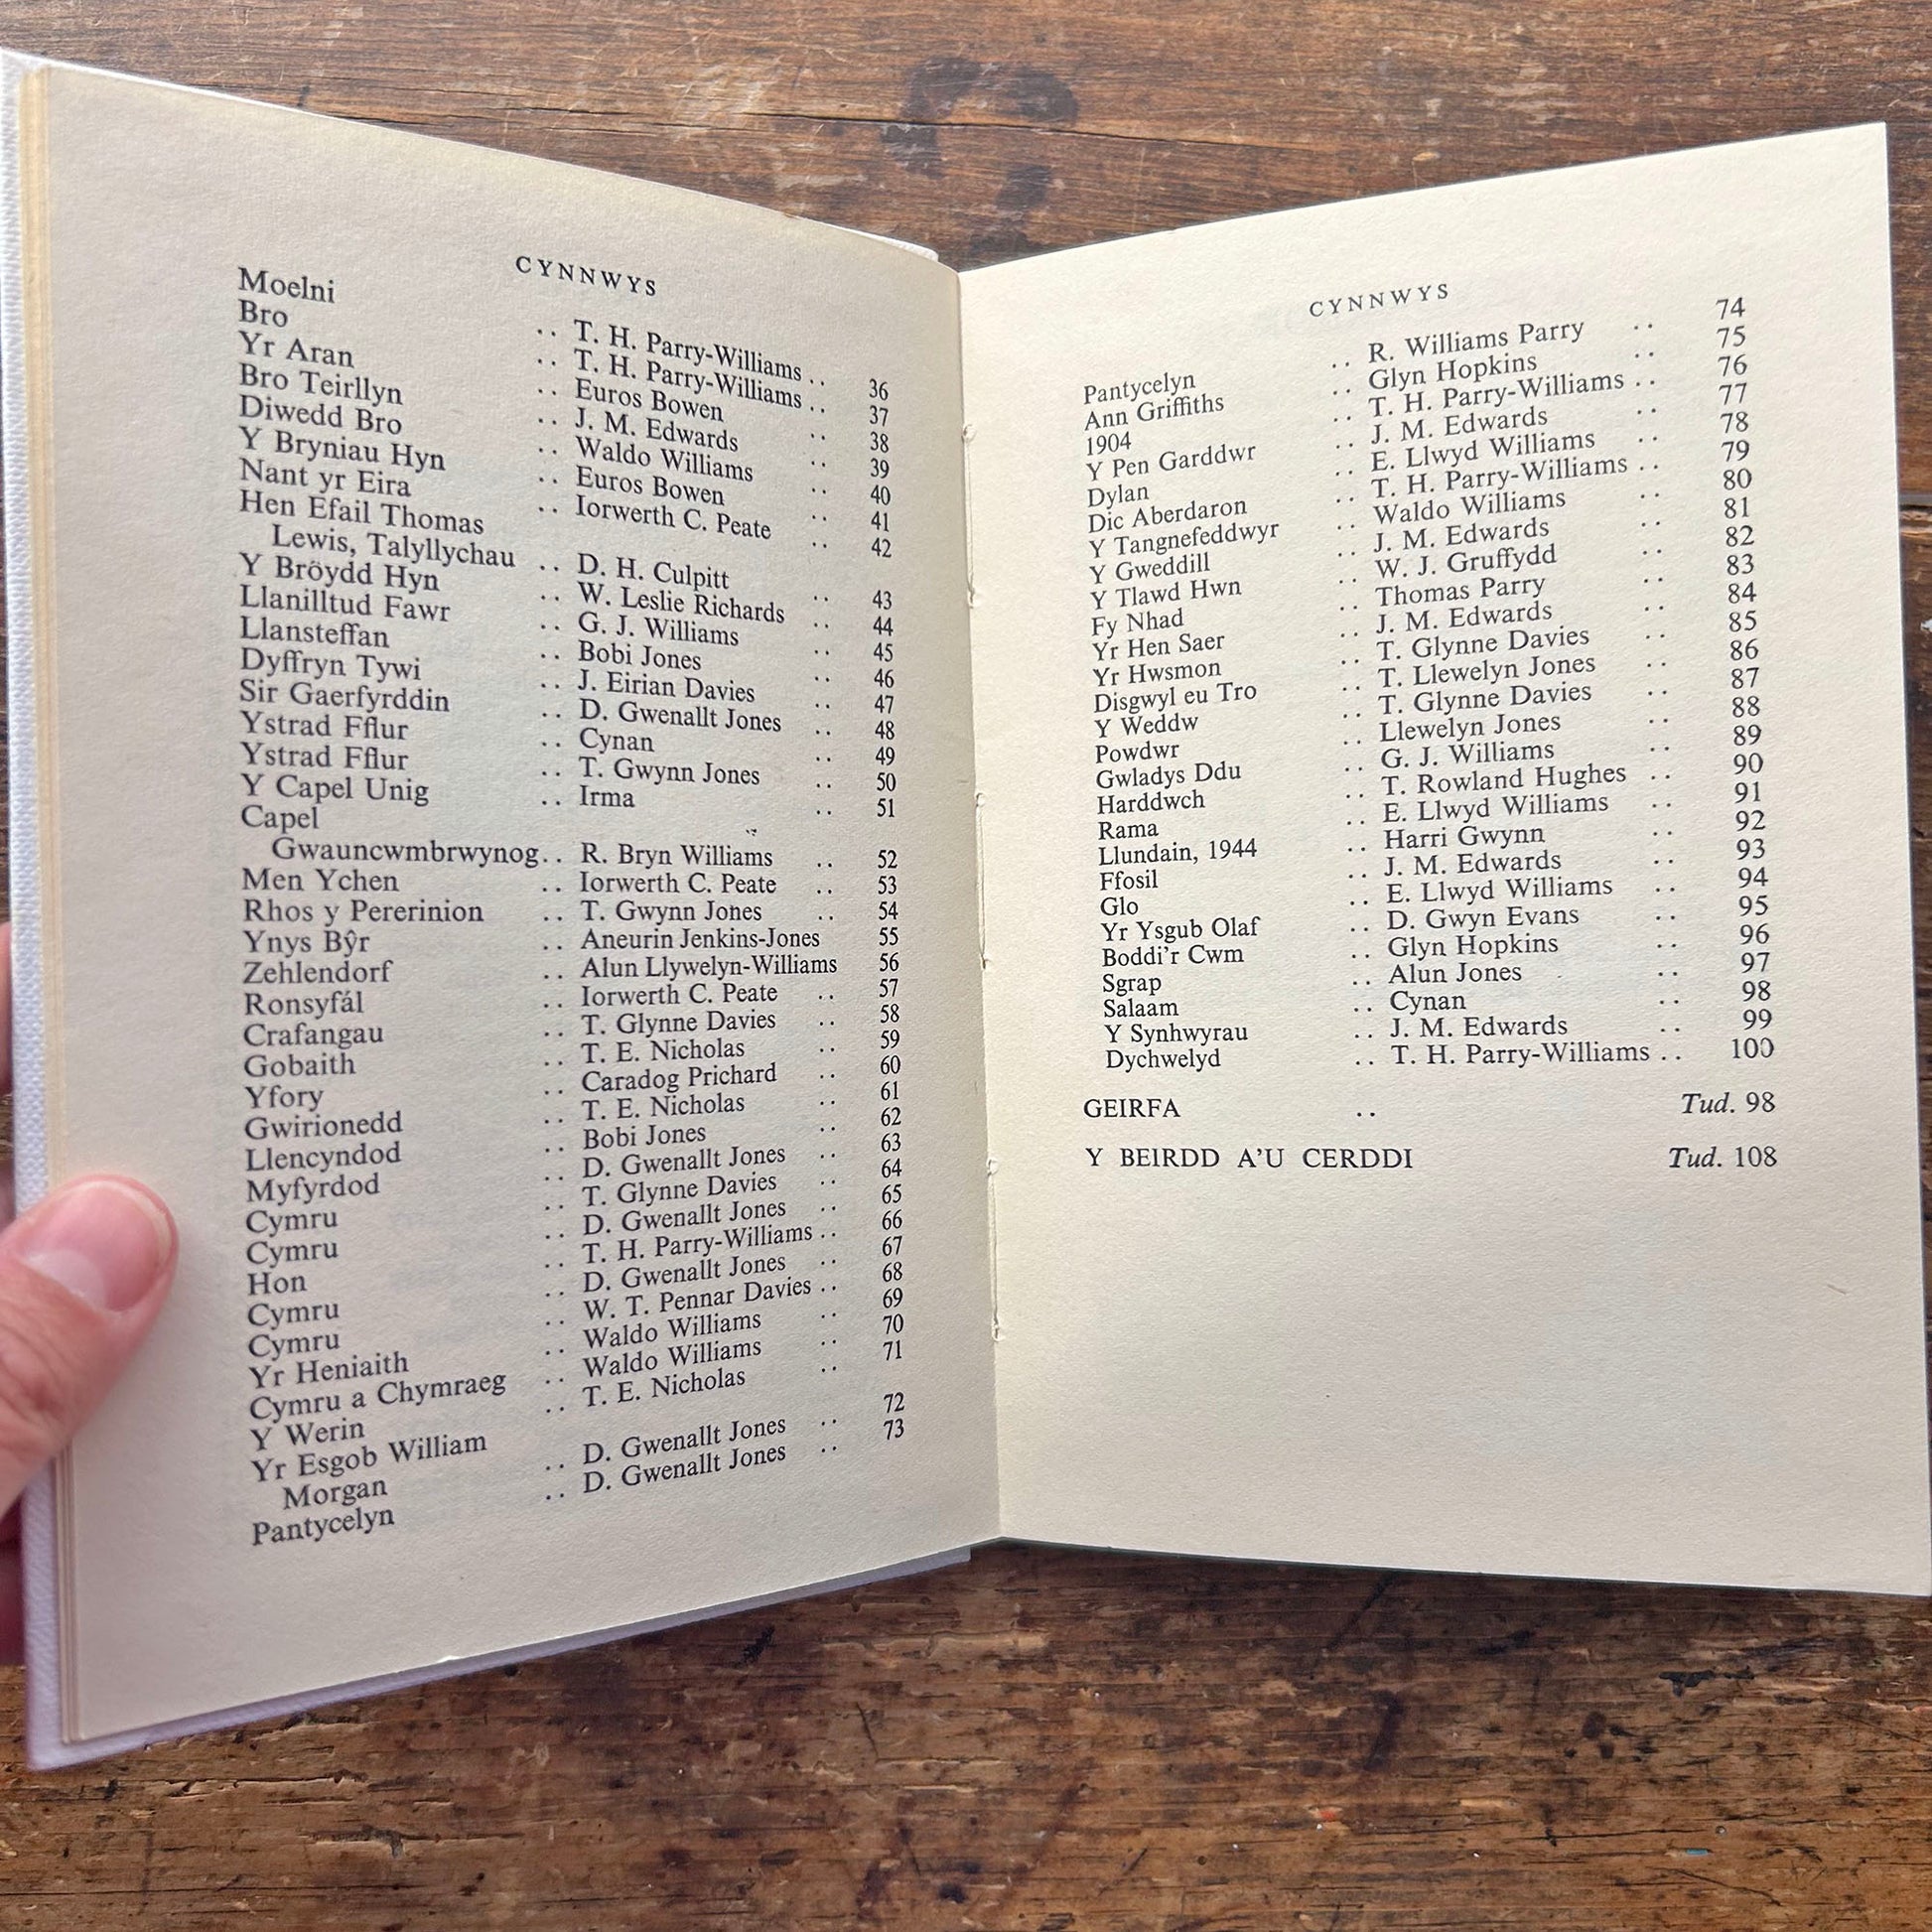 CYNNWYS
Moelni .. T. H. Parry-Williams .. 36
Bro .. T. H. Parry-Williams .. 37
Yr Aran .. Euros Bowen .. 38
Bro Teirllyn .. J. M. Edwards .. 39
Diwedd Bro .. Waldo Williams .. 40
Y Bryniau Hyn .. Euros Bowen .. 41
Nant yr Eira .. Iorwerth C. Peate .. 42
Hen Efail Thomas
Lewis, Talyllychau .. D. H. Culpitt .. 43
Y Bröydd Hyn .. W. Leslie Richards .. 44
Llanilltud Fawr .. G. J. Williams .. 45
Llansteffan .. Bobi Jones .. 46
Dyffryn Tywi .. J. Eirian Davies .. 47
Sir Gaerfyrddin .. D. Gwenallt Jones .. 48
Ystrad Fflur .. Cynan .. 49
Ystrad Fflur .. T. Gwynn Jones .. 50
Y Capel Unig .. Irma .. 51
Capel
Gwauncwmbrwynog .. R. Bryn Williams .. 52
Men Ychen .. Iorwerth C. Peate .. 53
Rhos y Pererinion .. T. Gwynn Jones .. 54
Ynys Bŷr .. Aneurin Jenkins-Jones 55
Zehlendorf .. Alun Llywelyn-Williams 56
Ronsyfál .. Iorwerth C. Peate .. 57
Crafangau .. T. Glynne Davies .. 58
Gobaith .. T. E. Nicholas .. 59
Yfory .. Caradog Prichard .. 60
Gwirionedd .. T. E. Nicholas .. 61
Llencyndod .. Bobi Jones .. 62
Myfyrdod .. D. Gwenallt Jones .. 63
Cymru .. T. Glynne Davies .. 64
Cymru .. D. Gwenallt Jones .. 65
Hon .. T. H. Parry-Williams .. 66
Cymru .. D. Gwenallt Jones .. 67
Cymru .. W. T. Pennar Davies .. 68
Yr Heniaith .. Waldo Williams .. 69
Cymru a Chymraeg .. Waldo Williams .. 70
Y Werin .. T. E. Nicholas .. 71
Yr Esgob William
Morgan .. D. Gwenallt Jones .. 72
Pantycelyn .. D. Gwenallt Jones .. 73
CYNNWYS
Pantycelyn .. R. Williams Parry .. 74
Ann Griffiths .. Glyn Hopkins .. 75
1904 .. T. H. Parry-Williams .. 76
Y Pen Garddwr .. J. M. Edwards .. 77
Dylan .. E. Llwyd Williams .. 78
Dic Aberdaron .. T. H. Parry-Williams .. 79
Y Tangnefeddwyr .. Waldo Williams .. 80
Y Gweddill .. J. M. Edwards .. 81
Y Tlawd Hwn .. W. J. Gruffydd .. 82
Fy Nhad .. Thomas Parry .. 83
Yr Hen Saer .. J. M. Edwards .. 84
Yr Hwsmon .. T. Glynne Davies .. 85
Disgwyl eu Tro .. T. Llewelyn Jones .. 86
Y Weddw .. T. Glynne Davies .. 87
Powdwr .. Llewelyn Jones .. 88
Gwladys Ddu .. G. J. Williams .. 89
Harddwch .. T. Rowland Hughes .. 90
Rama .. E. Llwyd Williams .. 91
Llundain, 1944 .. Harri Gwynn .. 92
Ffosil .. J. M. Edwards .. 93
Glo .. E. Llwyd Williams .. 94
Yr Ysgub Olaf .. D. Gwyn Evans .. 95
Boddi'r Cwm .. Glyn Hopkins .. 96
Sgrap .. Alun Jones .. 97
Salaam .. Cynan .. 98
Y Synhwyrau .. J. M. Edwards .. 99
Dychwelyd .. T. H. Parry-Williams .. 100
GEIRFA .. Tud. 98
Y BEIRDD A'U CERDDI Tud. 108